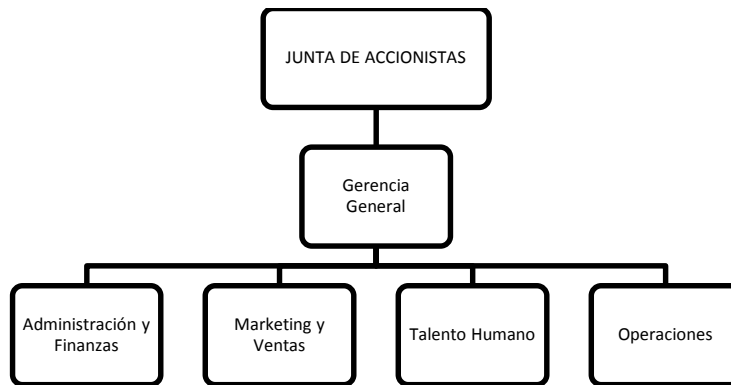 JUNTA DE ACCIONISTAS
Gerencia
General
Administración y
Finanzas
Marketing y
Ventas
Talento Humano
Operaciones